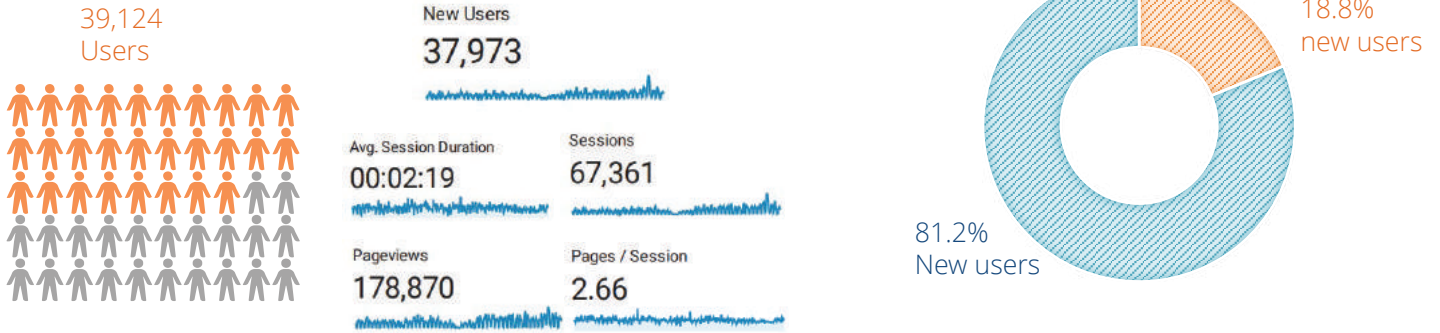 39,124
Users
New Users
37,973
Avg. Session Duration
00:02:19
Sessions
67,361
Pageviews
178,870
Pages / Session
2.66
18.8%
new users
81.2%
New users